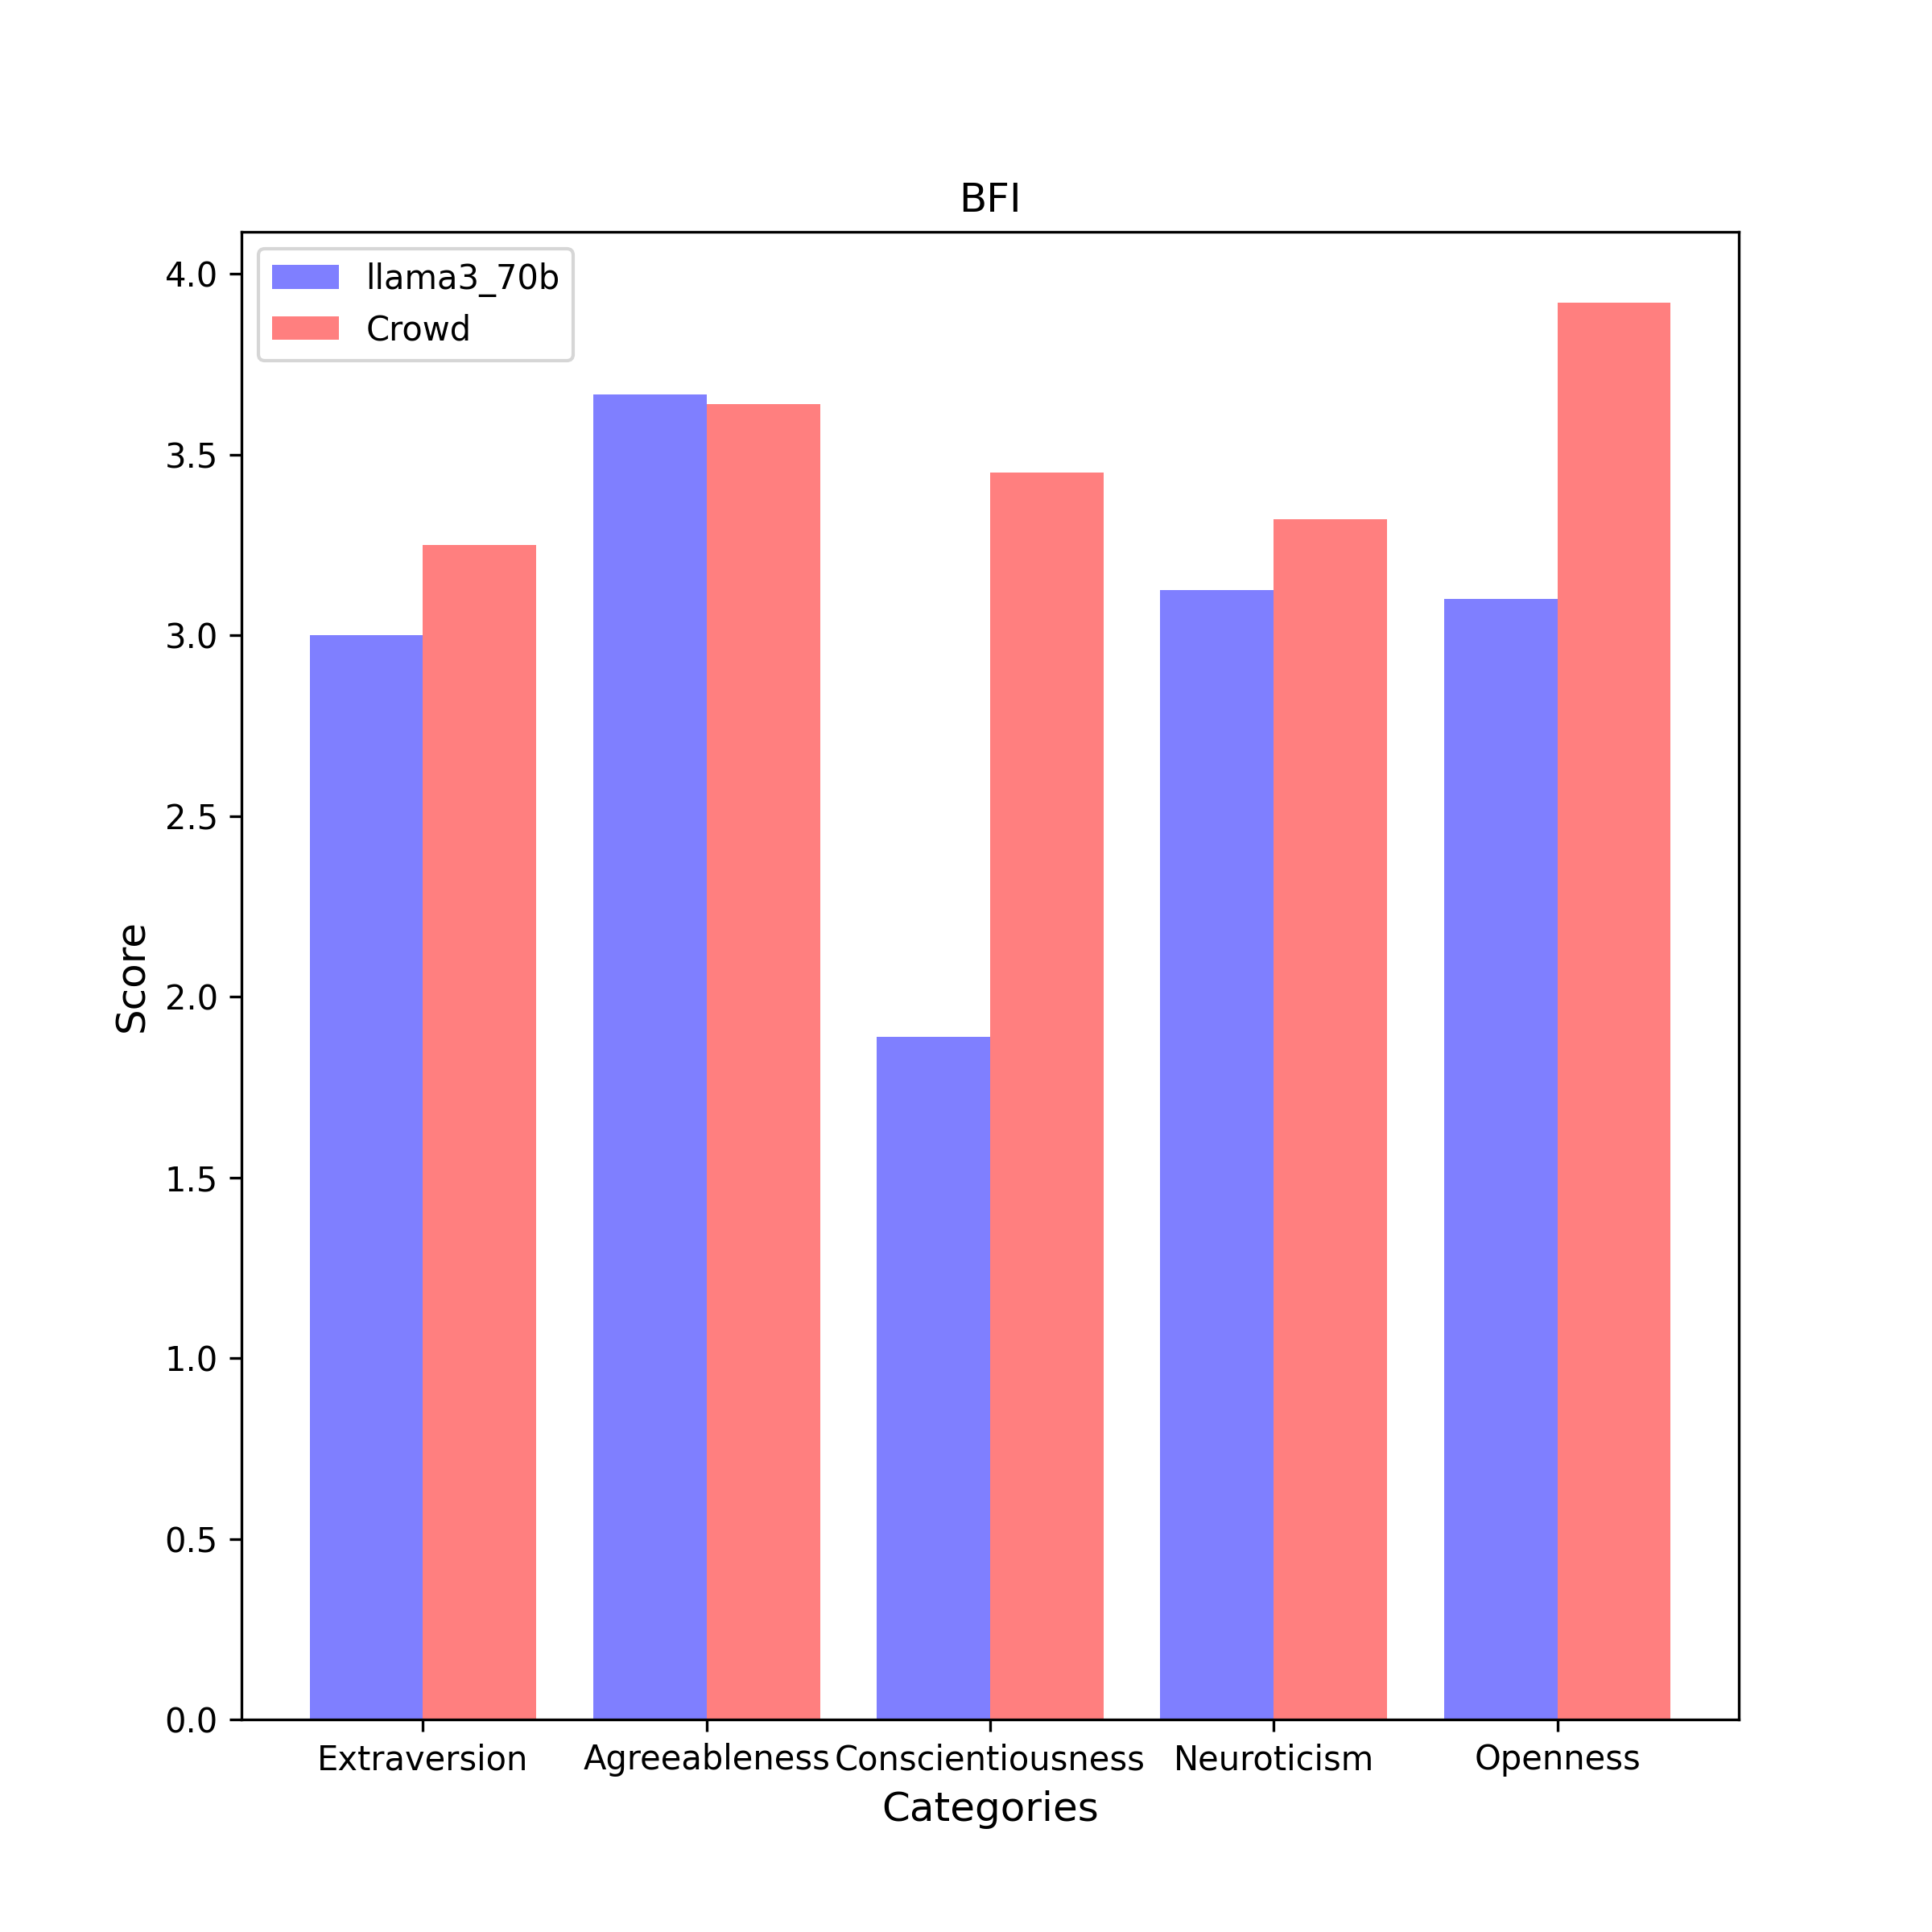 BFI
llama3_70b
Crowd
4.0
3.5
3.0
2.5
2.0
1.5
1.0
0.5
0.0
Score
Extraversion Agreeableness Conscientiousness Neuroticism Openness
Categories